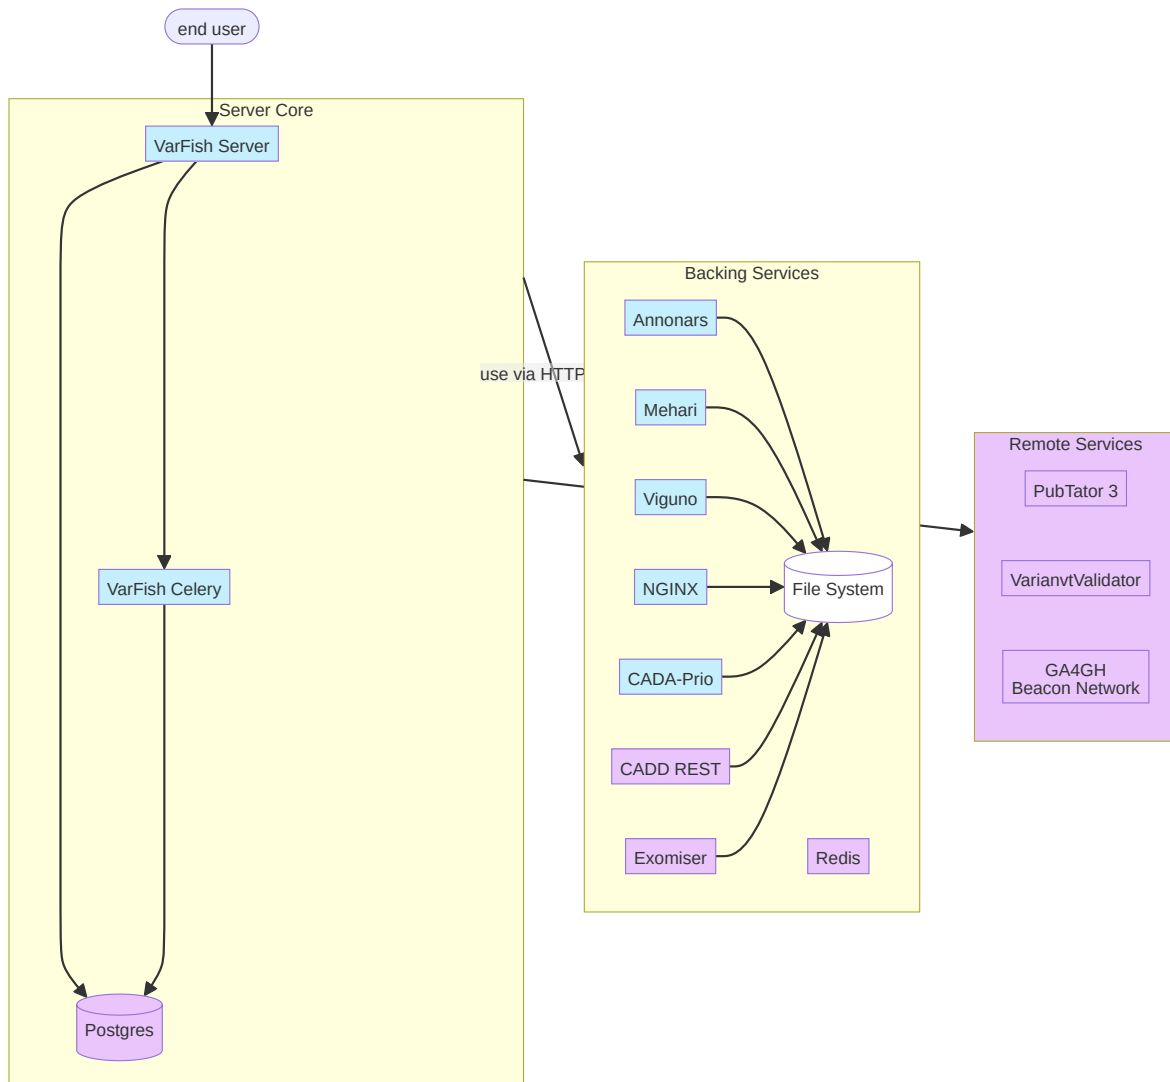 end user
Server Core
VarFish Server
VarFish Celery
Postgres
use via HTTP
Backing Services
Annonars
Mehari
Viguno
NGINX
CADA-Prio
CADD REST
Exomiser
File System
Redis
Remote Services
PubTator 3
VarianvtValidator
GA4GH
Beacon Network